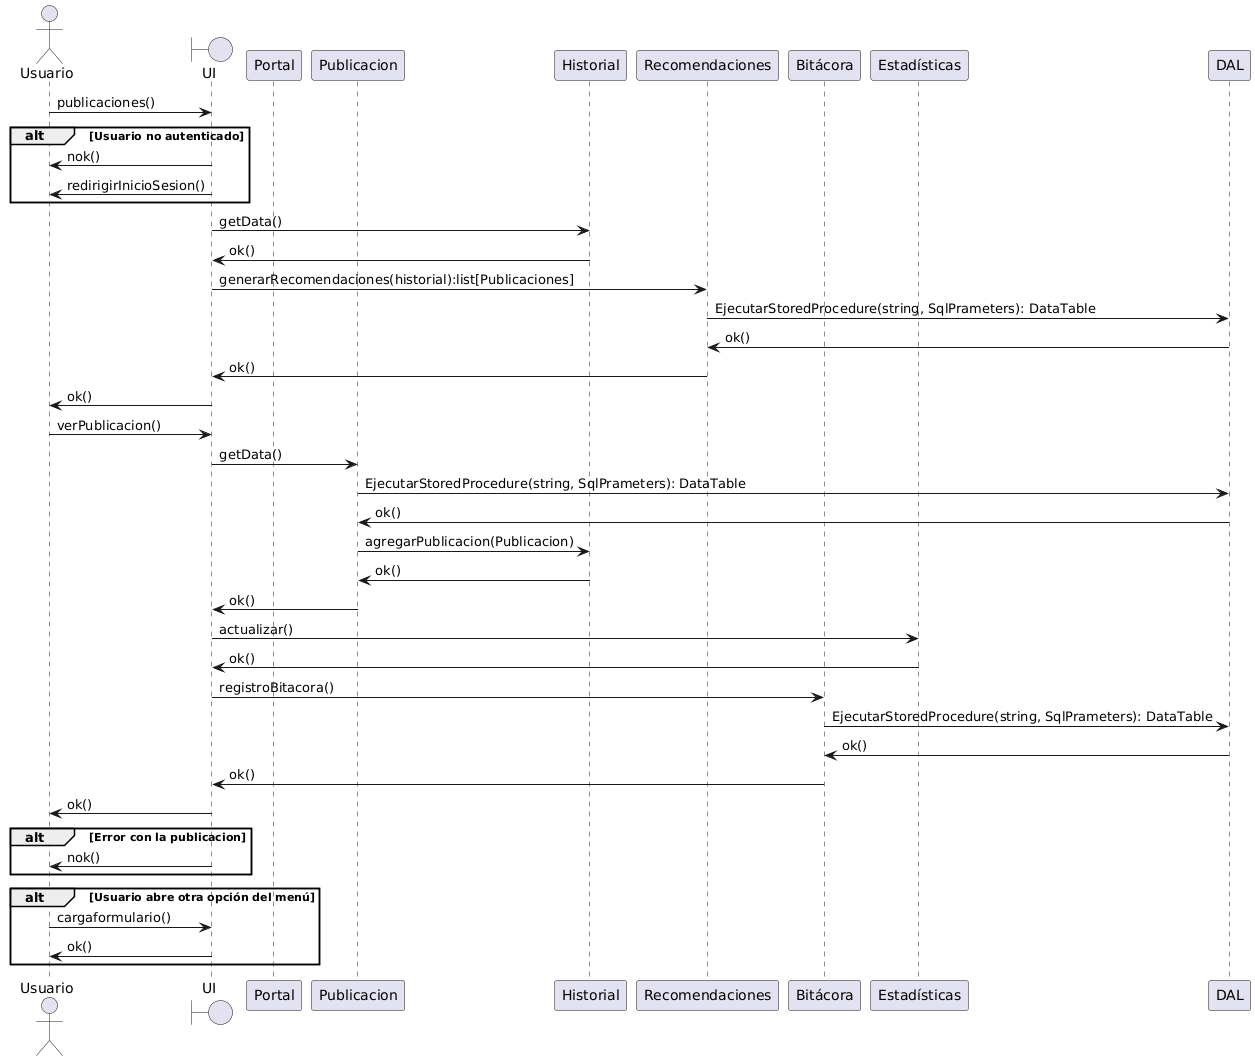 Usuario
UI
Portal
Publicacion
Historial
Recomendaciones
Bitácora
Estadísticas
DAL
publicaciones()
alt [Usuario no autenticado]
nok()
redirigirInicioSesion()
getData()
ok()
generarRecomendaciones(historial):list[Publicaciones]
EjecutarStoredProcedure(string, SqlPrameters): DataTable
ok()
ok()
ok()
verPublicacion()
getData()
EjecutarStoredProcedure(string, SqlPrameters): DataTable
ok()
agregarPublicacion(Publicacion)
ok()
ok()
actualizar()
ok()
registroBitacora()
EjecutarStoredProcedure(string, SqlPrameters): DataTable
ok()
ok()
ok()
alt [Error con la publicacion]
nok()
alt [Usuario abre otra opción del menú]
cargaformulario()
ok()
Usuario
UI
Portal
Publicacion
Historial
Recomendaciones
Bitácora
Estadísticas
DAL